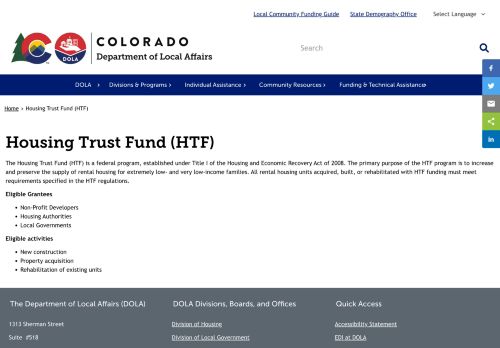 Local Community Funding Guide State Demography Office Select Language
COLORADO
Department of Local Affairs
DOLA
Search
DOLA Divisions & Programs Individual Assistance Community Resources Funding & Technical Assistance
Home » Housing Trust Fund (HTF)
Housing Trust Fund (HTF)
The Housing Trust Fund (HTF) is a federal program, established under Title I of the Housing and Economic Recovery Act of 2008. The primary purpose of the HTF program is to increase
and preserve the supply of rental housing for extremely low- and very low-income families. All rental housing units acquired, built, or rehabilitated with HTF funding must meet
requirements specified in the HTF regulations.
Eligible Grantees
Non-Profit Developers
Housing Authorities
Local Governments
Eligible activities
New construction
Property acquisition
Rehabilitation of existing units
The Department of Local Affairs (DOLA) DOLA Divisions, Boards, and Offices Quick Access
1313 Sherman Street Division of Housing Accessibility Statement
Suite #518 Division of Local Government EDI at DOLA